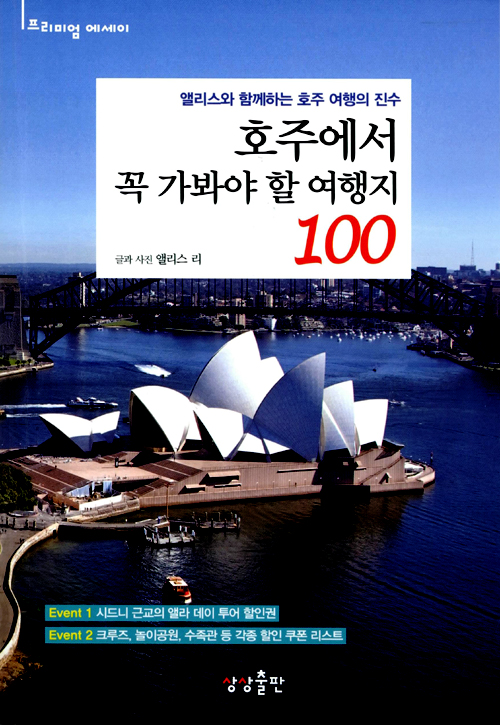 프리미엄 에세이
앨리스와 함께하는 호주 여행의 진수
호주에서
꼭 가봐야 할 여행지
100
글과 사진 앨리스 리
Event 1 시드니 근교의 앨라 데이 투어 할인권
Event 2 크루즈, 놀이공원, 수족관 등 각종 할인 쿠폰 리스트
상상출판